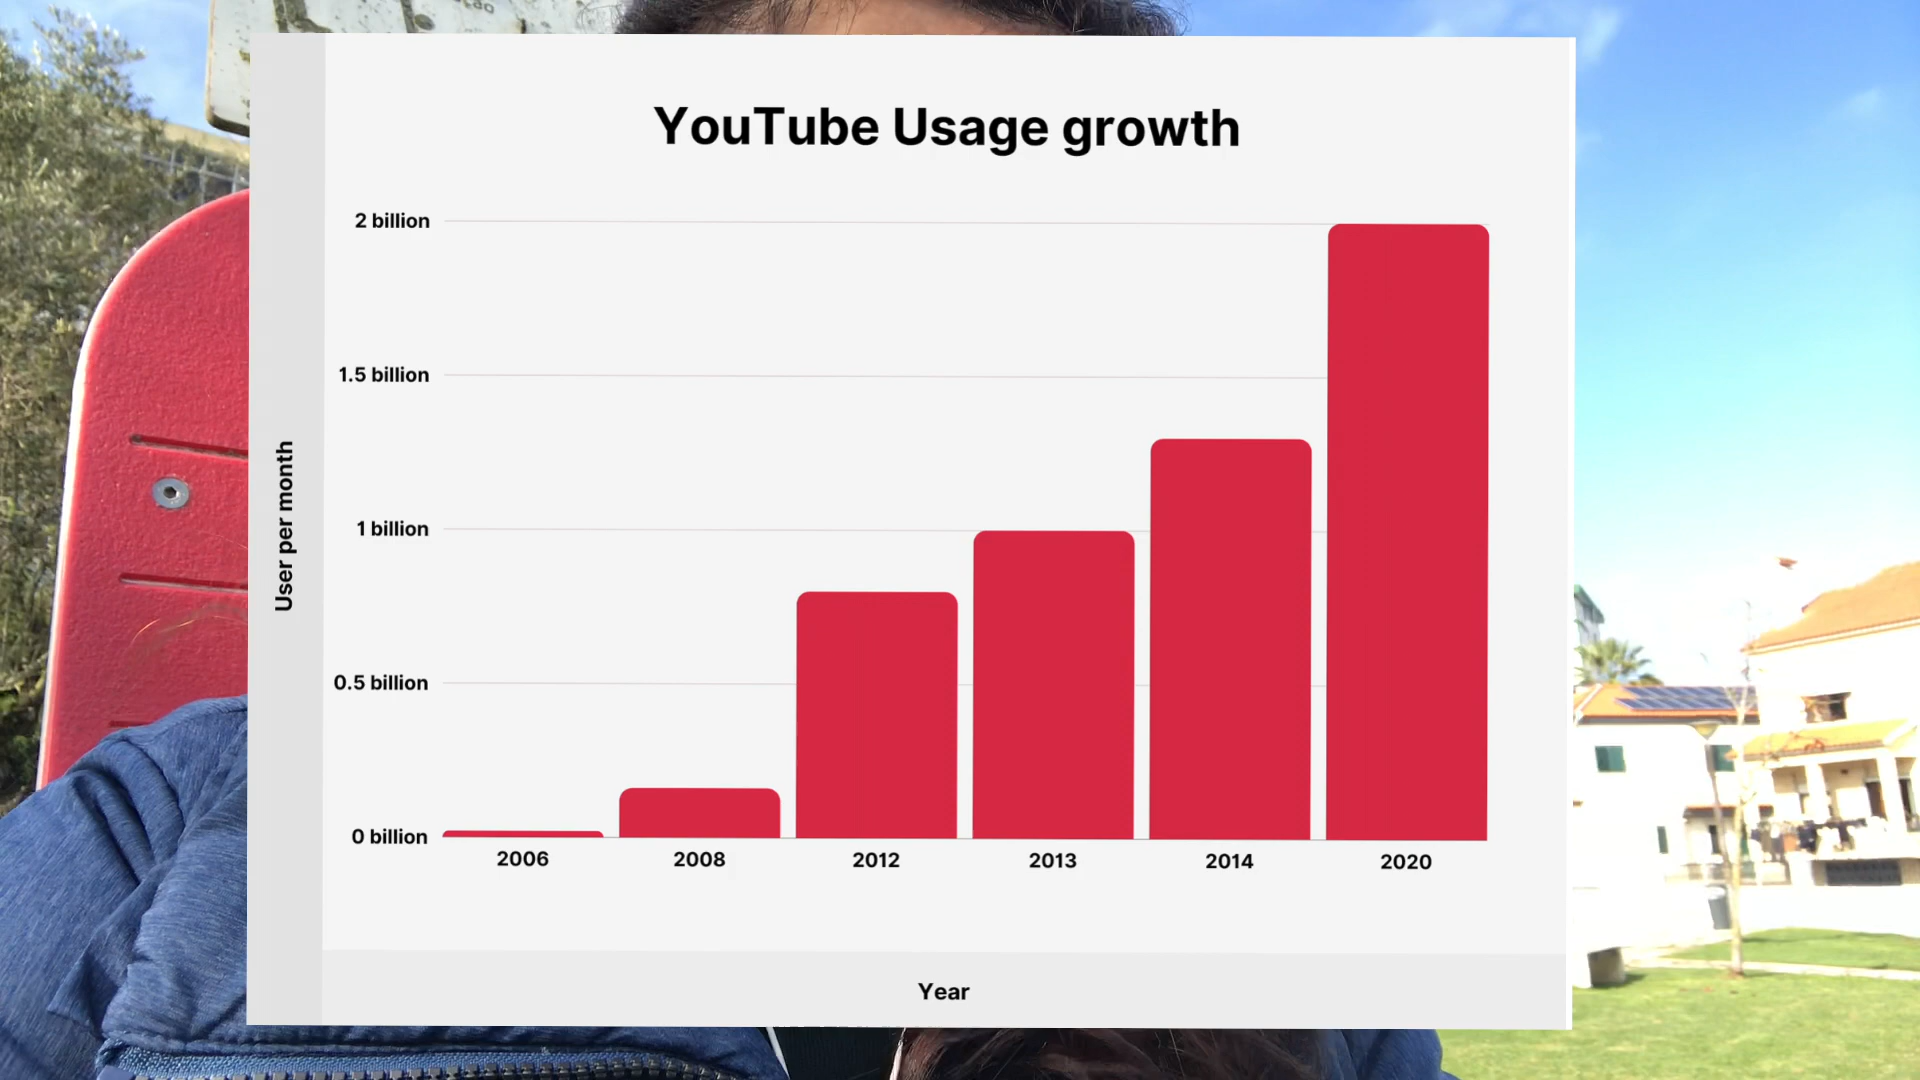 YouTube Usage growth
2 billion
1.5 billion
1 billion
0.5 billion
0 billion
User per month
2006 2008 2012 2013 2014 2020
Year